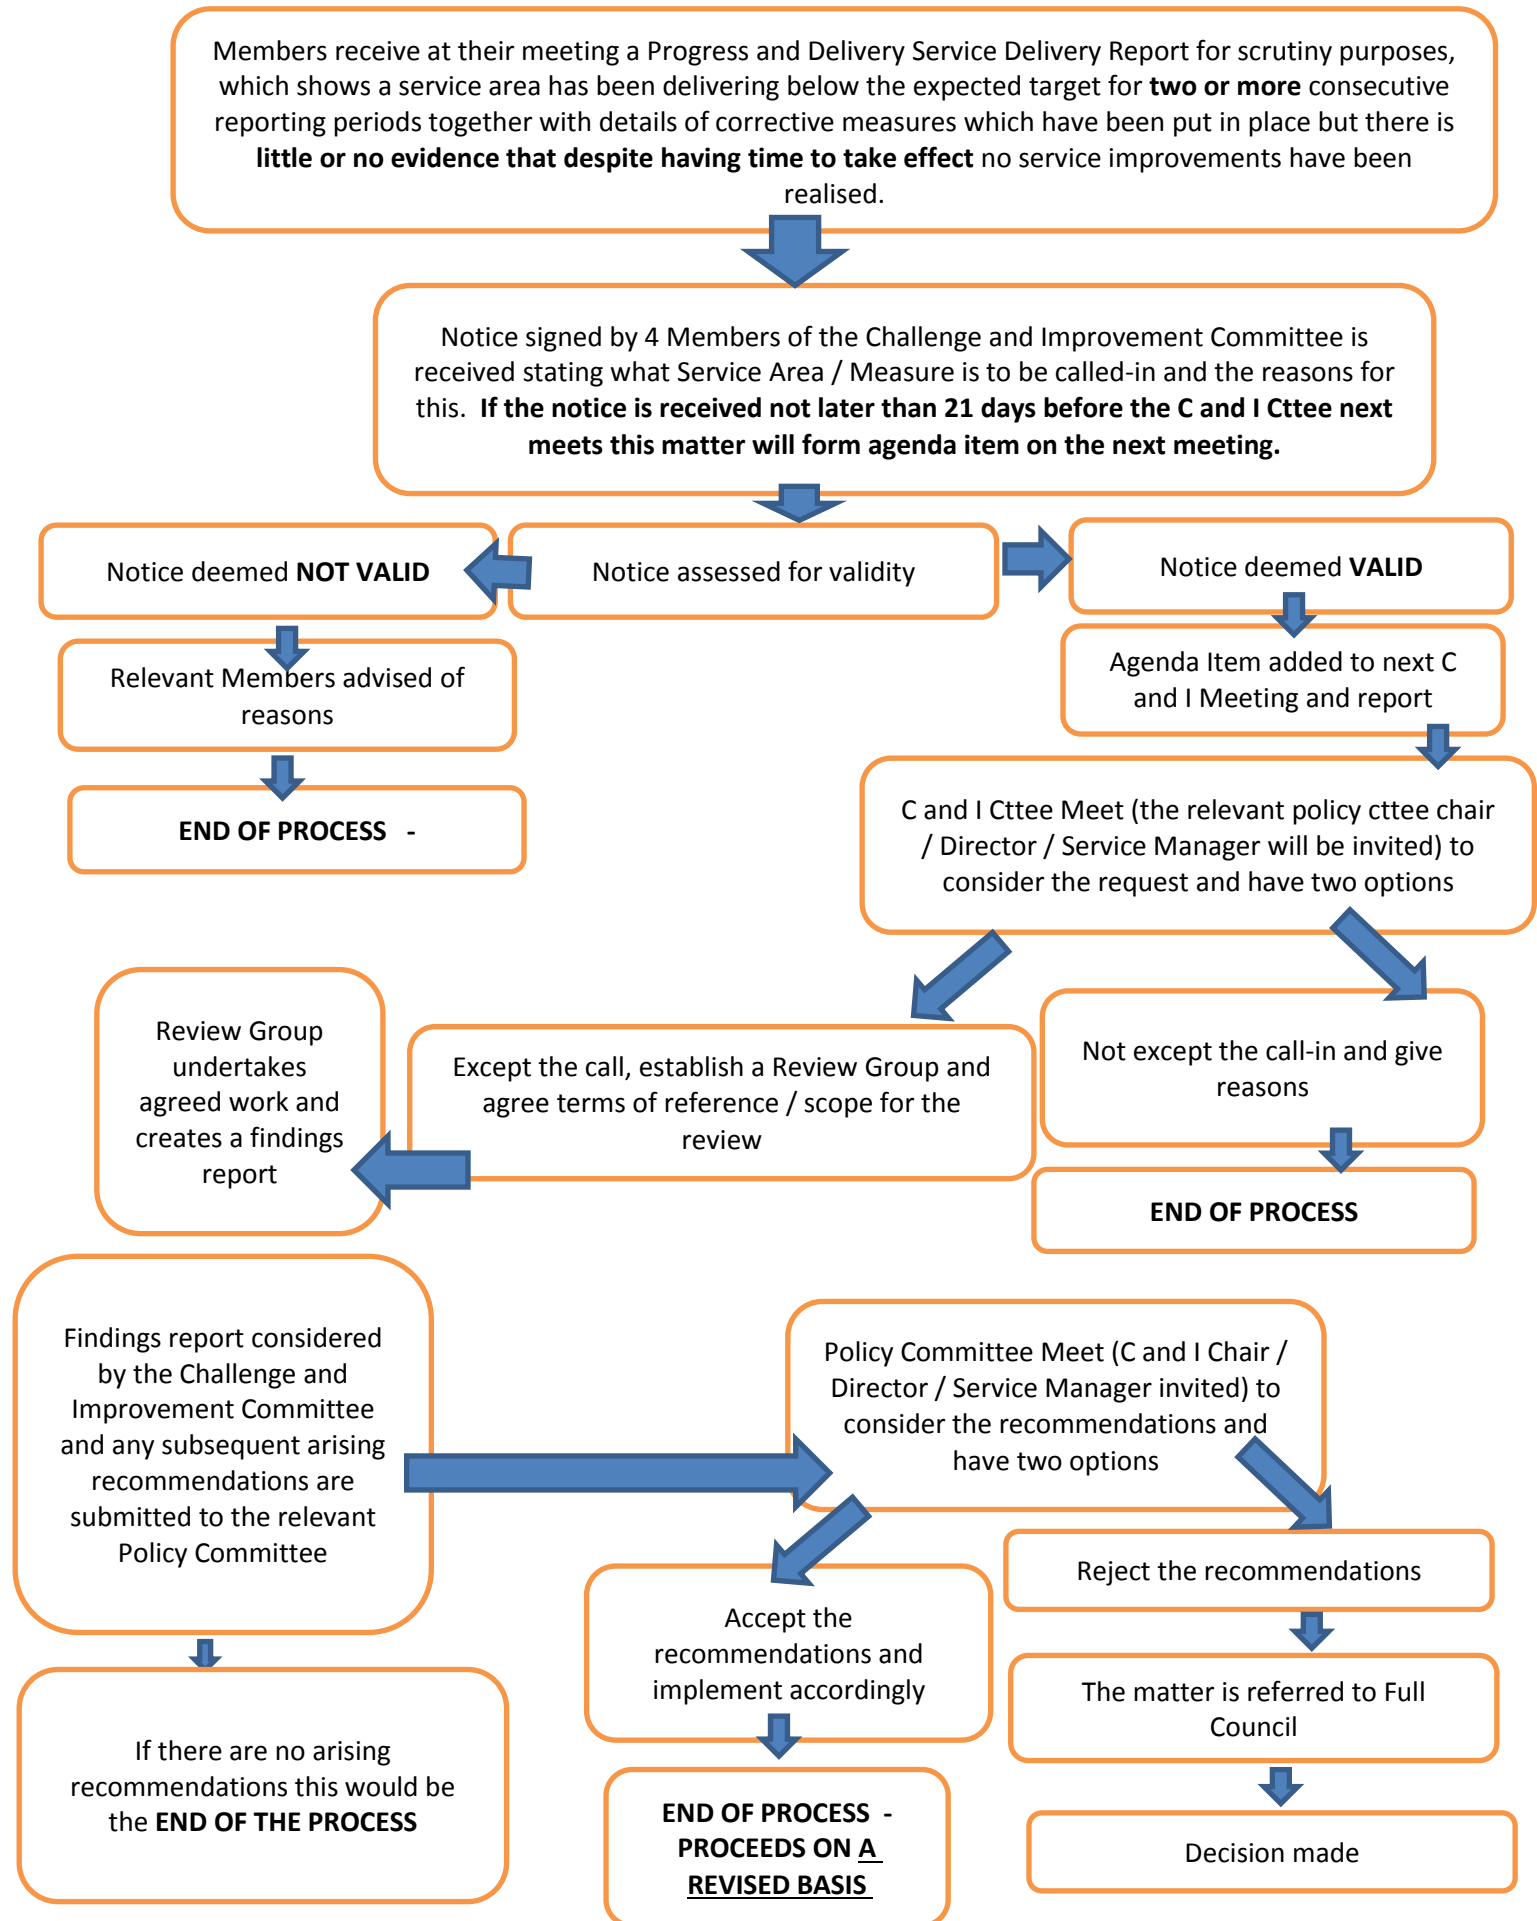 Members receive at their meeting a Progress and Delivery Service Delivery Report for scrutiny purposes,
which shows a service area has been delivering below the expected target for two or more consecutive
reporting periods together with details of corrective measures which have been put in place but there is
little or no evidence that despite having time to take effect no service improvements have been
realised.
Notice signed by 4 Members of the Challenge and Improvement Committee is
received stating what Service Area / Measure is to be called-in and the reasons for
this.  If the notice is received not later than 21 days before the C and I Cttee next
meets this matter will form agenda item on the next meeting.
Notice deemed NOT VALID
Notice assessed for validity
Notice deemed VALID
Relevant Members advised of
reasons
END OF PROCESS   -
Agenda Item added to next C
and I Meeting and report
C and I Cttee Meet (the relevant policy cttee chair
/ Director / Service Manager will be invited) to
consider the request and have two options
Not except the call-in and give
reasons
END OF PROCESS
Except the call, establish a Review Group and
agree terms of reference / scope for the
review
Review Group
undertakes
agreed work and
creates a findings
report
Findings report considered
by the Challenge and
Improvement Committee
and any subsequent arising
recommendations are
submitted to the relevant
Policy Committee
If there are no arising
recommendations this would be
the END OF THE PROCESS
Policy Committee Meet (C and I Chair /
Director / Service Manager invited) to
consider the recommendations and
have two options
Accept the
recommendations and
implement accordingly
END OF PROCESS  -
PROCEEDS ON A
REVISED BASIS
Reject the recommendations
The matter is referred to Full
Council
Decision made